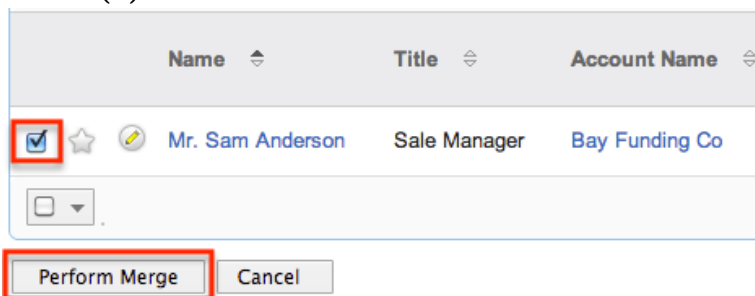 Name Title Account Name
Mr. Sam Anderson Sale Manager Bay Funding Co
Perform Merge Cancel